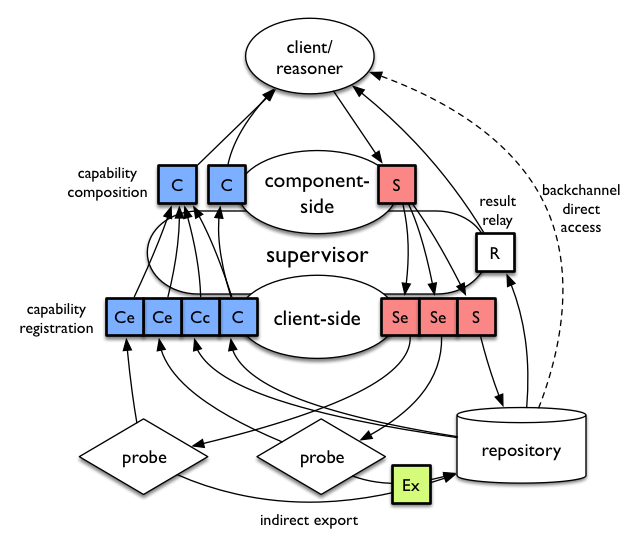 client/
reasoner
capability
composition
C
C
component-
side
S
result
relay
backchannel
direct
access
supervisor
R
capability
registration
Ce
Ce
Cc
C
client-side
Se
Se
S
probe
probe
repository
Ex
indirect export